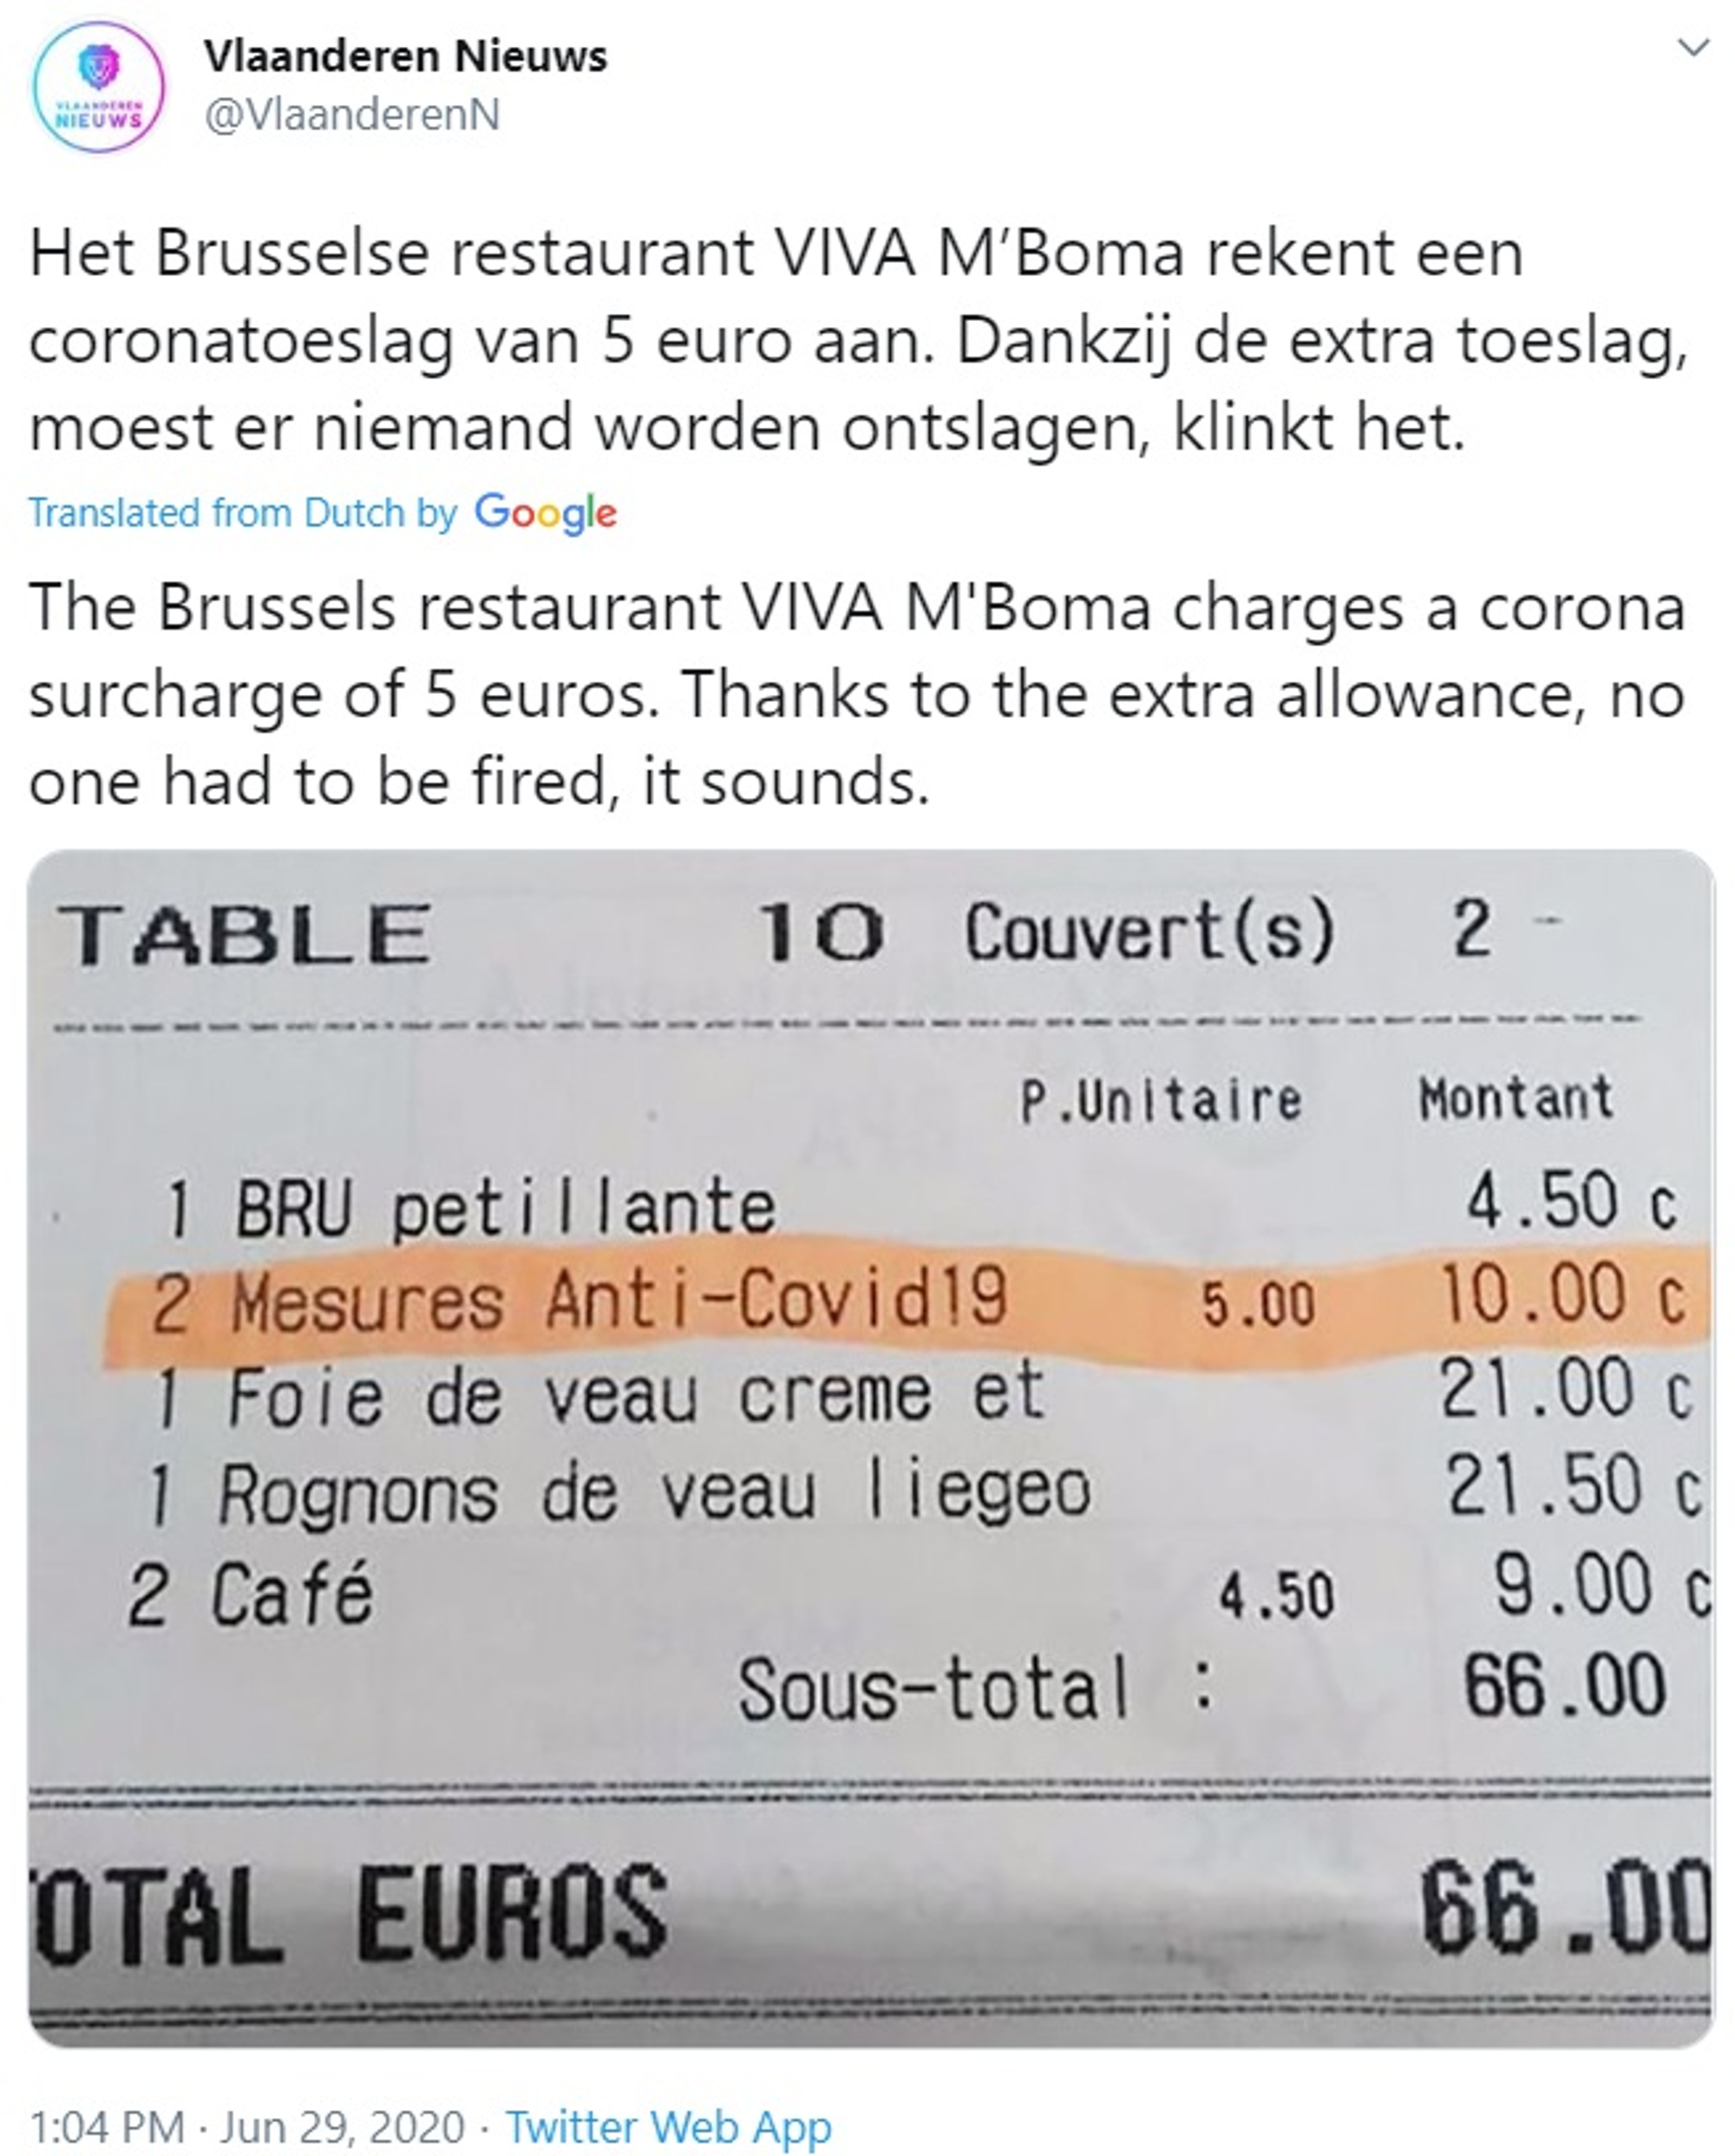 Vlaanderen Nieuws
@VlaanderenN
VLAANDEREN
NIEUWS
Het Brusselse restaurant VIVA M’Boma rekent een
coronatoeslag van 5 euro aan. Dankzij de extra toeslag,
moest er niemand worden ontslagen, klinkt het.
Translated from Dutch by Google
The Brussels restaurant VIVA M'Boma charges a corona
surcharge of 5 euros. Thanks to the extra allowance, no
one had to be fired, it sounds.
TABLE 10 Couvert(s) 2
P.Unitaire Montant
1 BRU petillante 4.50 c
2 Mesures Anti-Covid19 5.00 10.00 c
1 Foie de veau creme et 21.00 c
1 Rognons de veau liegeo 21.50 c
2 Café 4.50 9.00 c
Sous-total : 66.00
OTAL EUROS 66.00
1:04 PM · Jun 29, 2020 · Twitter Web App